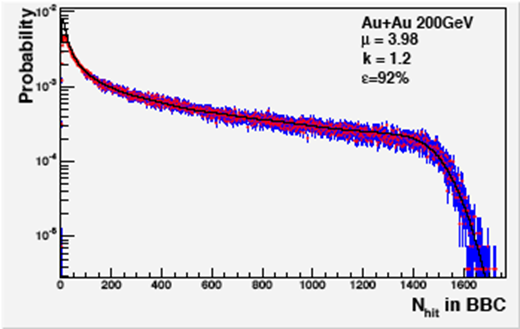 Au+Au 200GeV
μ = 3.98
k = 1.2
ε=92%
Probability
10⁻²
10⁻³
10⁻⁴
10⁻⁵
0 200 400 600 800 1000 1200 1400 1600
Nhit in BBC